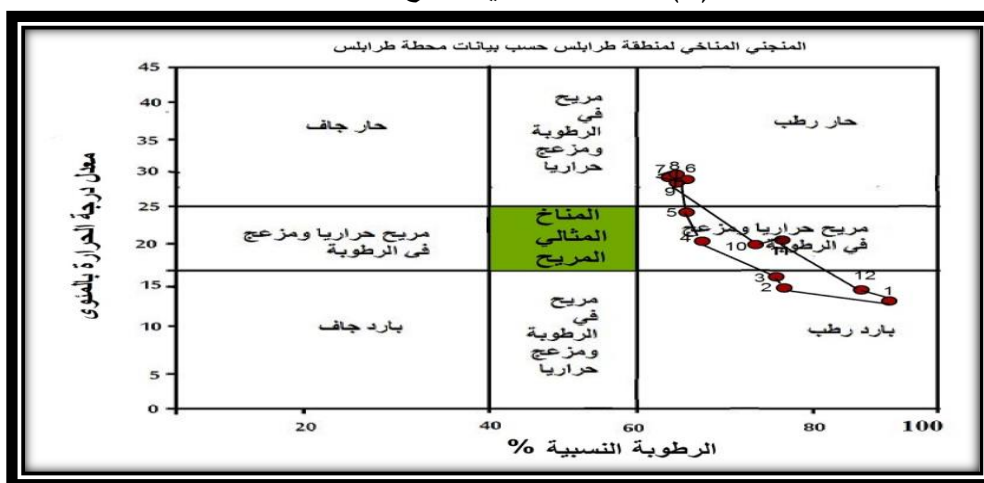 المنجني المناخي لمنطقة طرابلس حسب بيانات محطة طرابلس
معدل درجة الحرارة بالمئوى
45
40
35
30
25
20
15
10
5
0
حار جاف
مريح
في
الرطوبة
ومزعج
حراريا
حار رطب
7
8
6
9
5
4
10
11
3
2
12
1
مريح حراريا ومزعج
في الرطوبة
المناخ
المثالي
المريح
مريح حراريا ومزعج
في الرطوبة
بارد جاف
مريح
في
الرطوبة
ومزعج
حراريا
بارد رطب
20
40
60
80
100
الرطوبة النسبية %